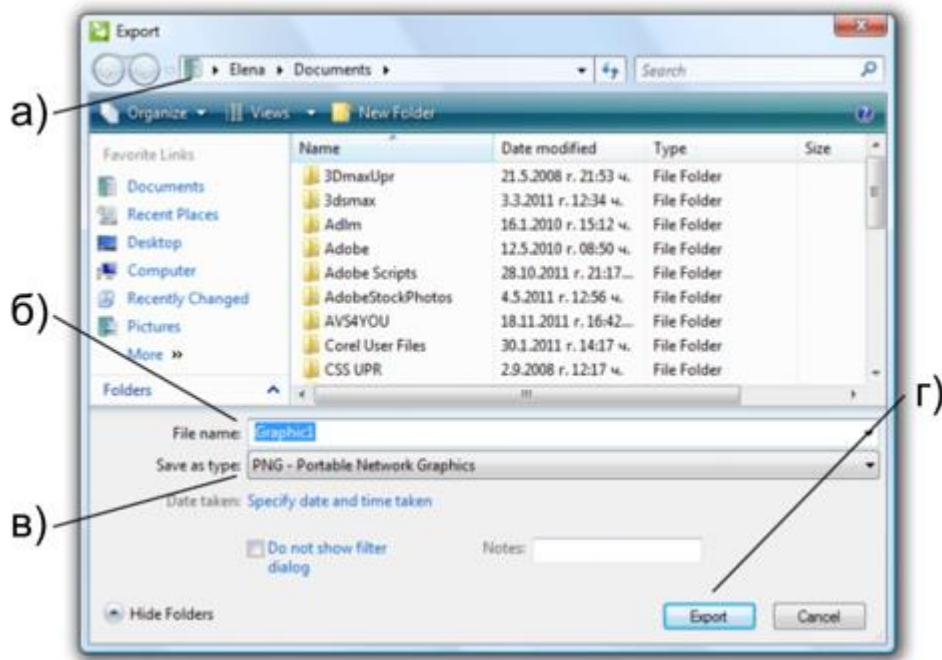 Export
Elena Documents Search
а)
Organize Views New Folder
Favorite Links Name Date modified Type Size
3DmaxUpr 21.5.2008 г. 21:53 ч. File Folder
Documents
3dsmax 3.3.2011 г. 12:34 ч. File Folder
Recent Places
Adlm 16.1.2010 г. 15:12 ч. File Folder
Desktop
Adobe 12.5.2010 г. 08:50 ч. File Folder
Computer
Adobe Scripts 28.10.2011 г. 21:17... File Folder
Recently Changed
AdobeStockPhotos 4.5.2011 г. 12:56 ч. File Folder
б)
Pictures
AVS4YOU 18.11.2011 г. 16:42... File Folder
More »
Corel User Files 30.1.2011 г. 14:17 ч. File Folder
CSS UPR 2.9.2008 г. 12:17 ч. File Folder
Folders
г)
File name: Graphic1
Save as type: PNG - Portable Network Graphics
Date taken: Specify date and time taken
в)
Do not show filter
dialog
Notes:
Hide Folders Export Cancel